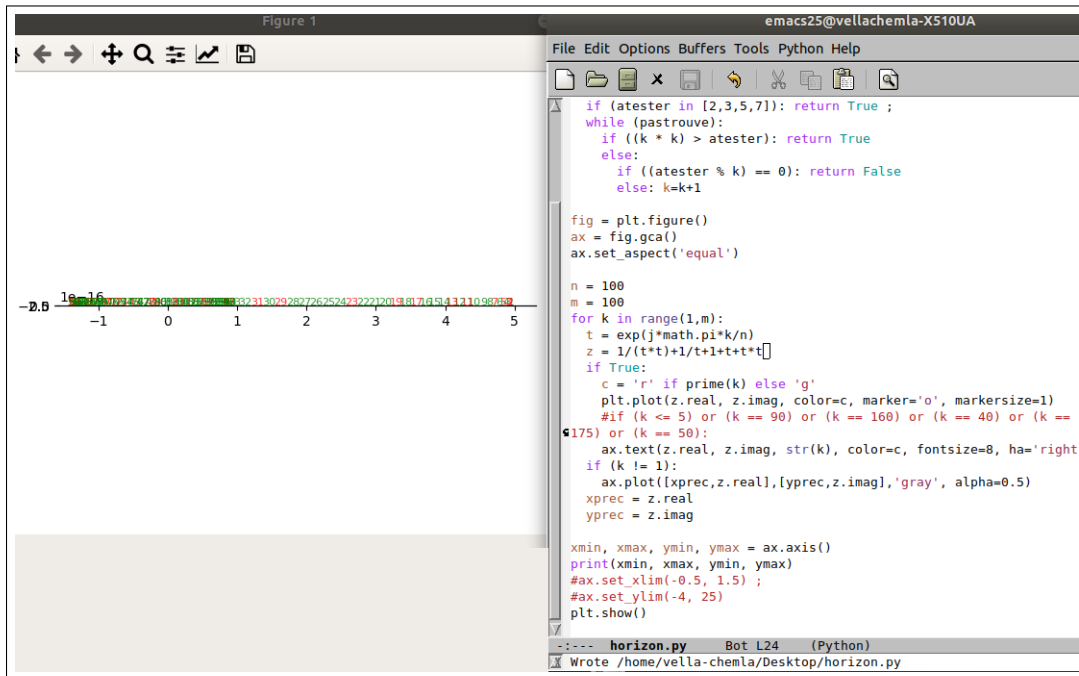 Figure 1
1e−16
−1 0 1 2 3 4 5
emacs25@vellachemla-X510UA
File Edit Options Buffers Tools Python Help
if (atester in [2,3,5,7]): return True ;
while (pastrouve):
if ((k * k) > atester): return True
else:
if ((atester % k) == 0): return False
else: k=k+1
fig = plt.figure()
ax = fig.gca()
ax.set_aspect('equal')
n = 100
m = 100
for k in range(1,m):
t = exp(j*math.pi*k/n)
z = 1/(t*t)+1/t+1+t+t*t
if True:
c = 'r' if prime(k) else 'g'
plt.plot(z.real, z.imag, color=c, marker='o', markersize=1)
#if (k <= 5) or (k == 90) or (k == 160) or (k == 40) or (k ==
175) or (k == 50):
ax.text(z.real, z.imag, str(k), color=c, fontsize=8, ha='right
if (k != 1):
ax.plot([xprec,z.real],[yprec,z.imag],'gray', alpha=0.5)
xprec = z.real
yprec = z.imag
xmin, xmax, ymin, ymax = ax.axis()
print(xmin, xmax, ymin, ymax)
#ax.set_xlim(-0.5, 1.5) ;
#ax.set_ylim(-4, 25)
plt.show()
-:--- horizon.py Bot L24 (Python)
Wrote /home/vella-chemla/Desktop/horizon.py